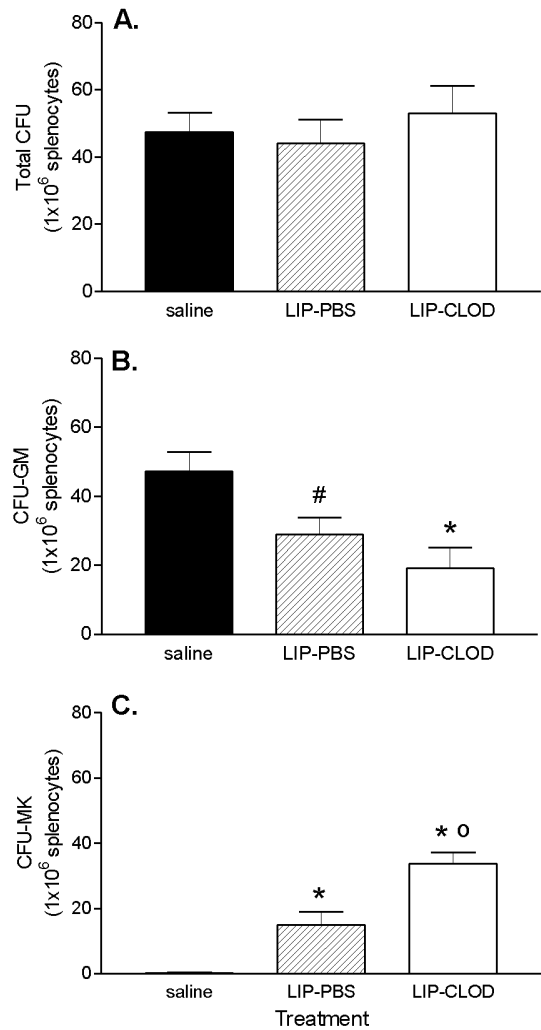 A.
Total CFU
(1x10⁶ splenocytes)
80
60
40
20
0
saline LIP-PBS LIP-CLOD
B.
CFU-GM
(1x10⁶ splenocytes)
80
60
40
20
0
#
*
saline LIP-PBS LIP-CLOD
C.
CFU-MK
(1x10⁶ splenocytes)
80
60
40
20
0
*
* o
saline LIP-PBS LIP-CLOD
Treatment